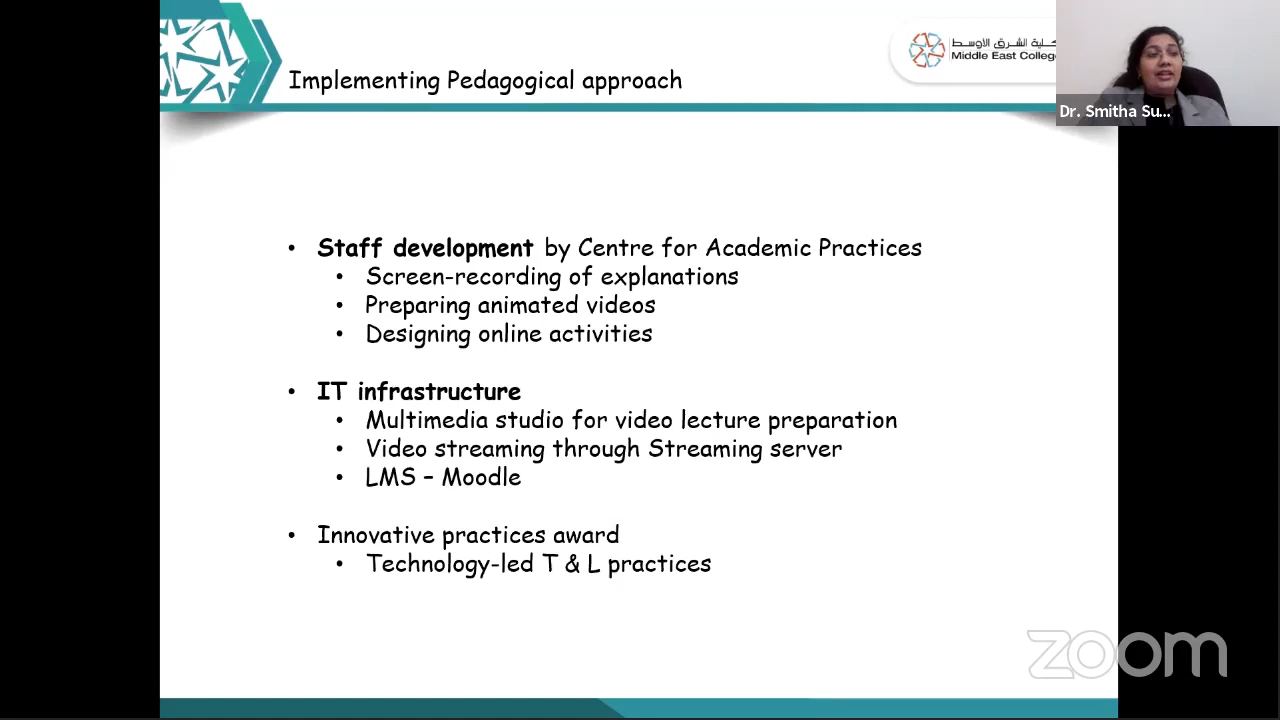 كلية الشرق الأوسط
Middle East College
Implementing Pedagogical approach
Dr. Smitha Su...
• Staff development by Centre for Academic Practices
• Screen-recording of explanations
• Preparing animated videos
• Designing online activities
• IT infrastructure
• Multimedia studio for video lecture preparation
• Video streaming through Streaming server
• LMS – Moodle
• Innovative practices award
• Technology-led T & L practices
zoom